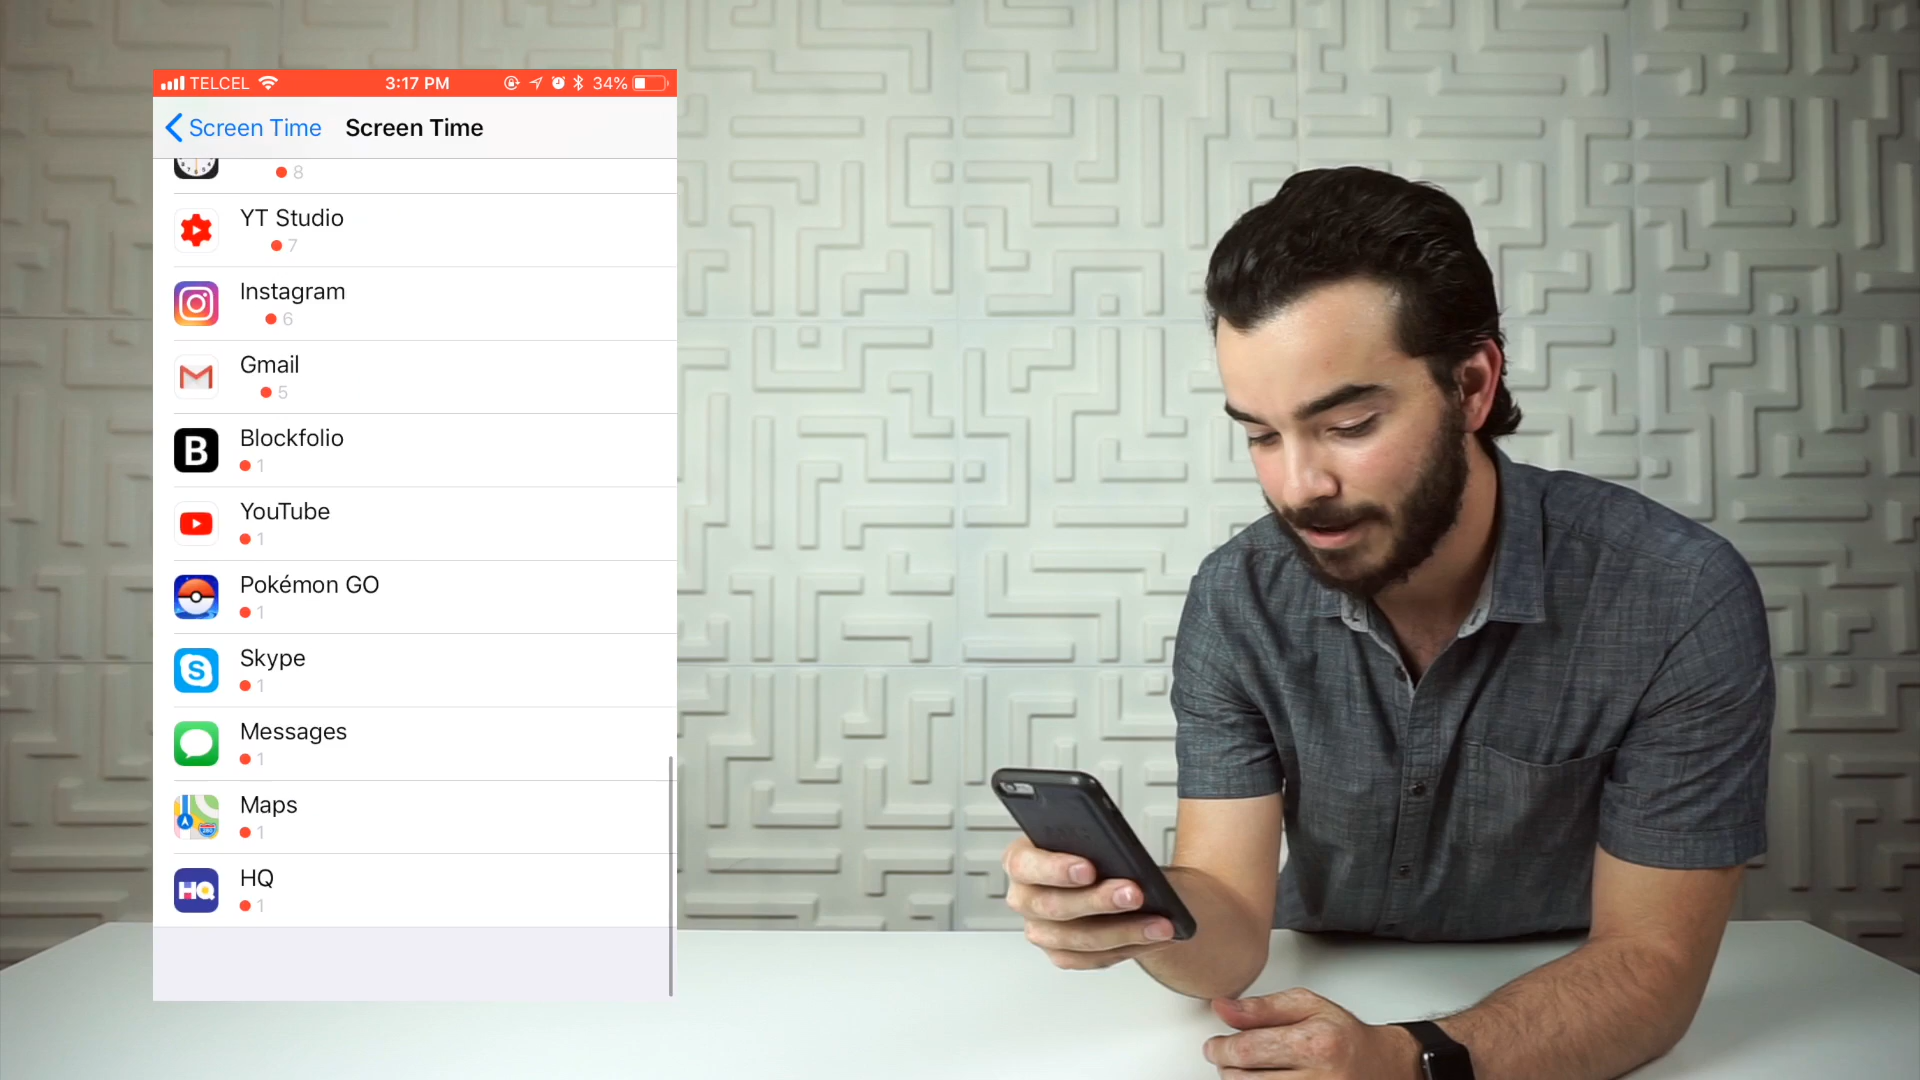 TELCEL 3:17 PM 34%
Screen Time Screen Time
8
YT Studio
7
Instagram
6
Gmail
5
B Blockfolio
1
YouTube
1
Pokémon GO
1
S Skype
1
Messages
1
Maps
1
HQ HQ
1